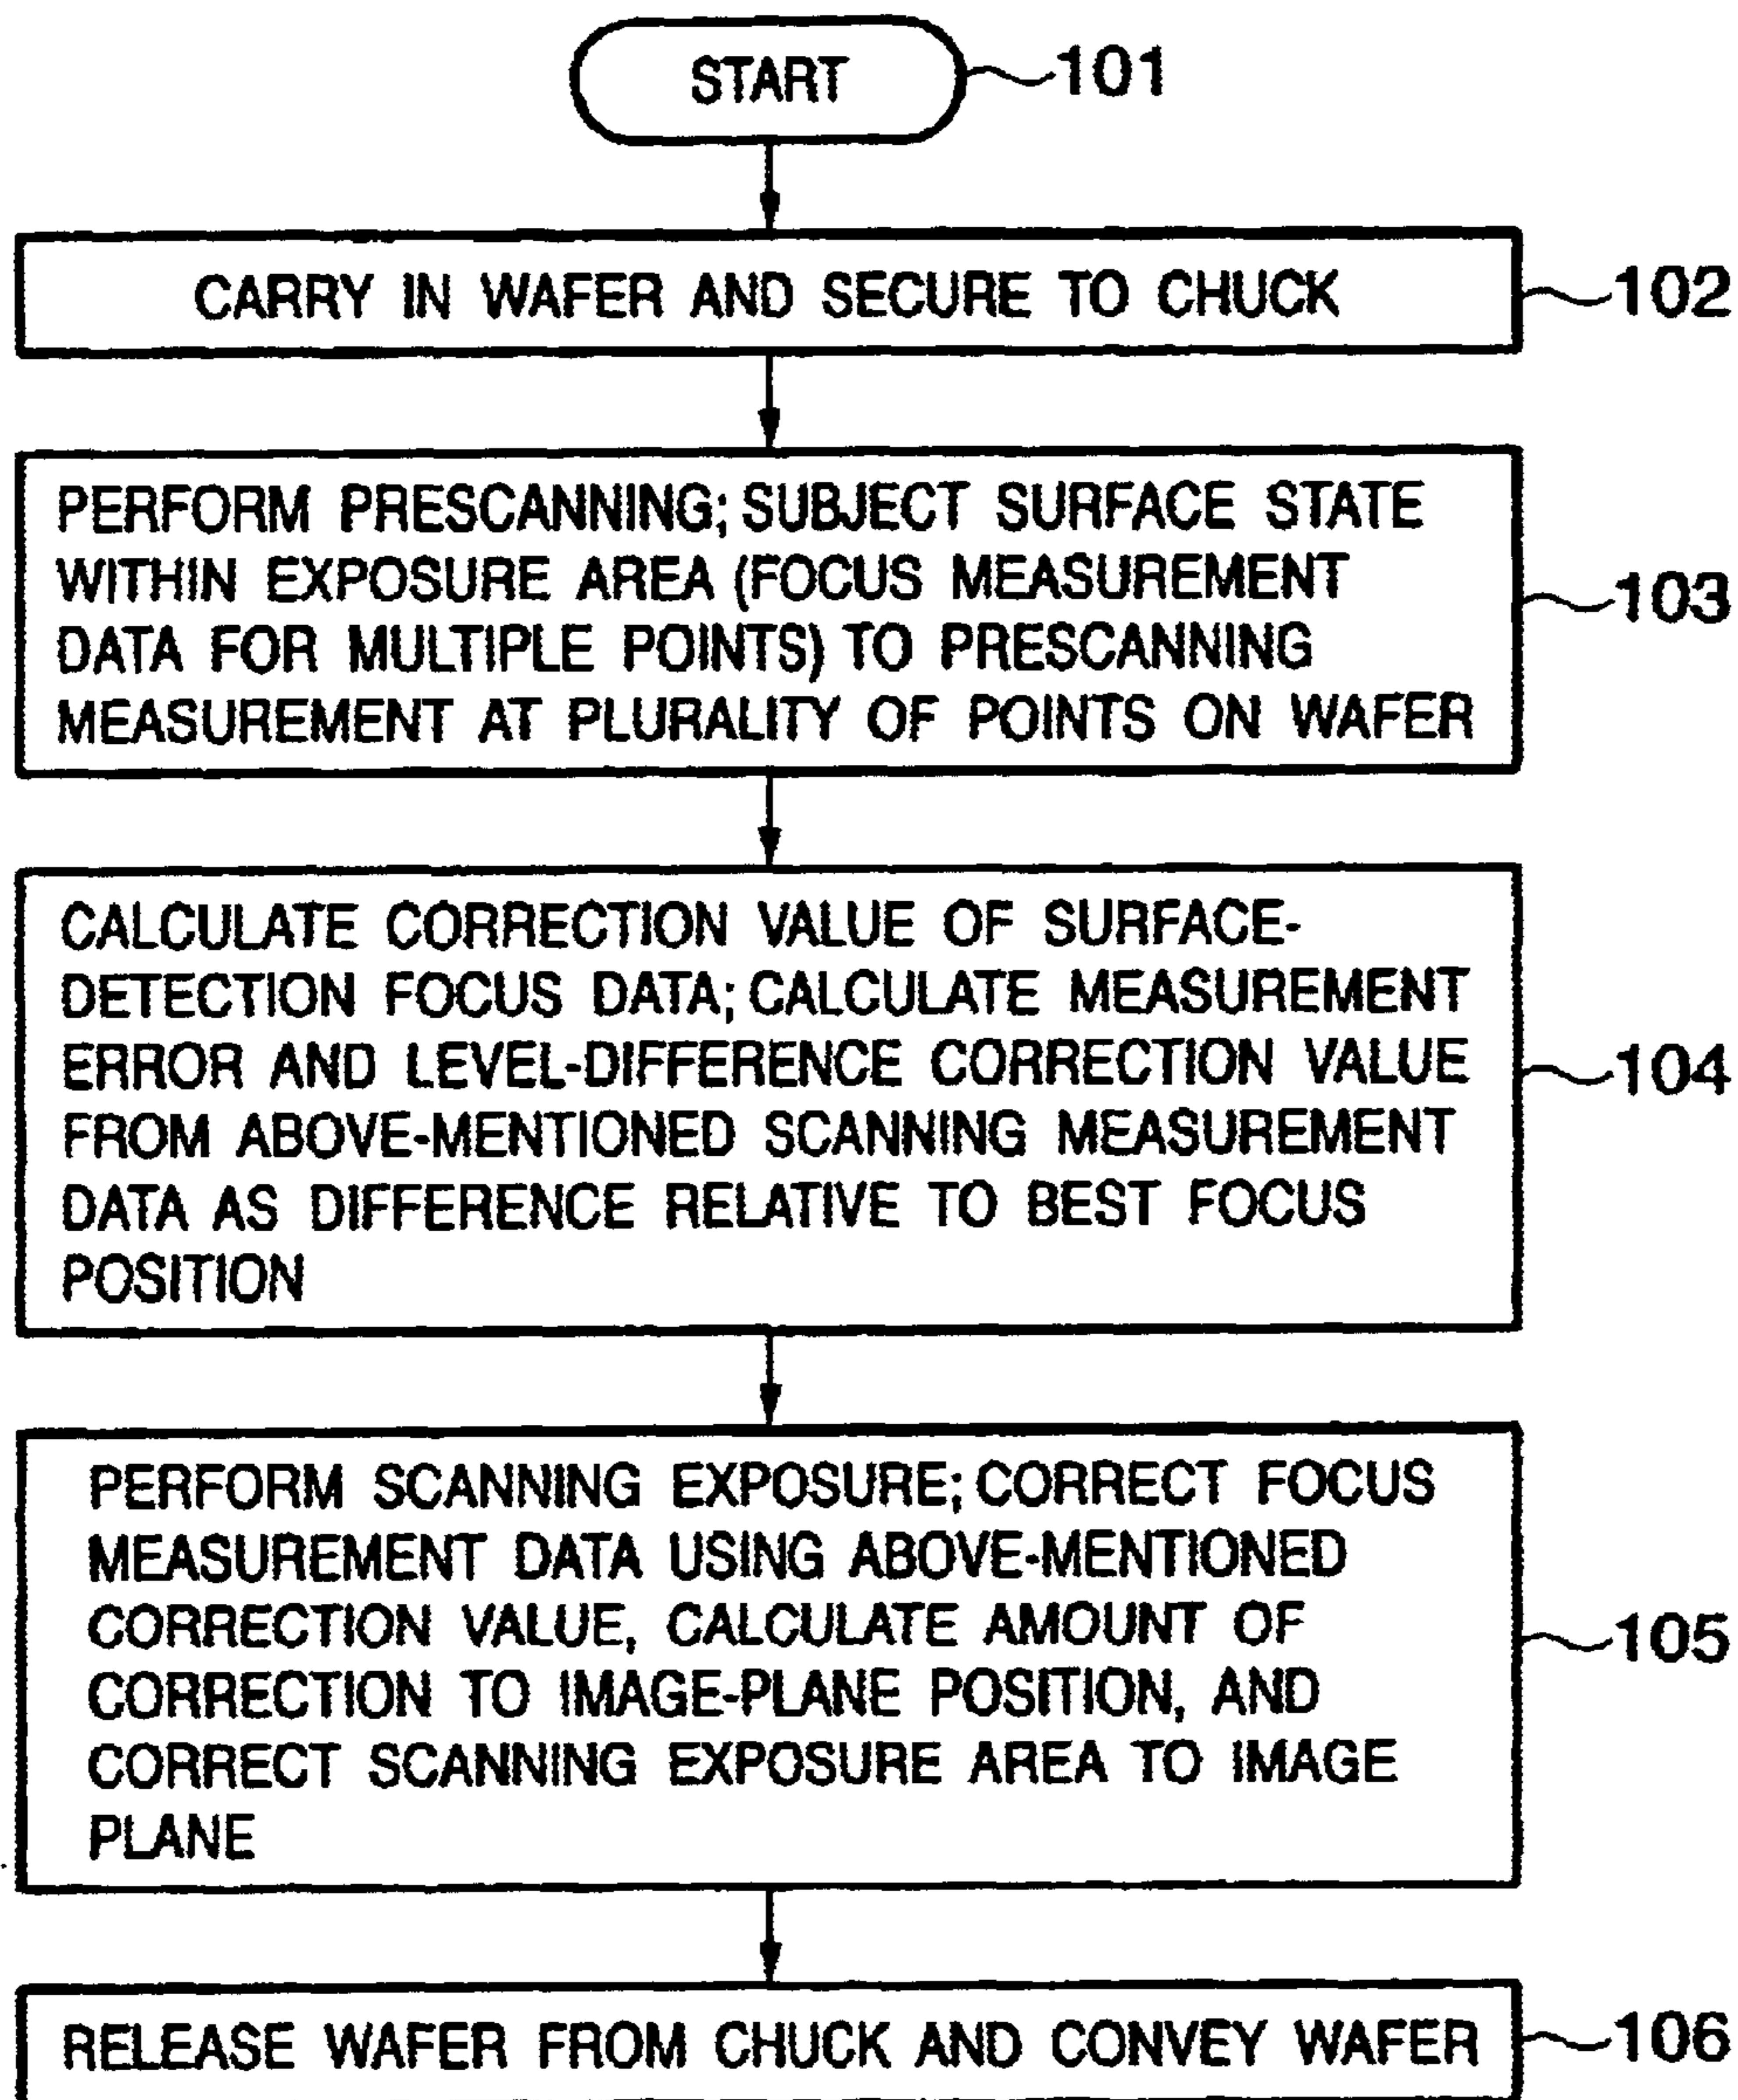 START
101
CARRY IN WAFER AND SECURE TO CHUCK
102
PERFORM PRESCANNING; SUBJECT SURFACE STATE
WITHIN EXPOSURE AREA (FOCUS MEASUREMENT
DATA FOR MULTIPLE POINTS) TO PRESCANNING
MEASUREMENT AT PLURALITY OF POINTS ON WAFER
103
CALCULATE CORRECTION VALUE OF SURFACE-
DETECTION FOCUS DATA; CALCULATE MEASUREMENT
ERROR AND LEVEL-DIFFERENCE CORRECTION VALUE
FROM ABOVE-MENTIONED SCANNING MEASUREMENT
DATA AS DIFFERENCE RELATIVE TO BEST FOCUS
POSITION
104
PERFORM SCANNING EXPOSURE; CORRECT FOCUS
MEASUREMENT DATA USING ABOVE-MENTIONED
CORRECTION VALUE, CALCULATE AMOUNT OF
CORRECTION TO IMAGE-PLANE POSITION, AND
CORRECT SCANNING EXPOSURE AREA TO IMAGE
PLANE
105
RELEASE WAFER FROM CHUCK AND CONVEY WAFER
106